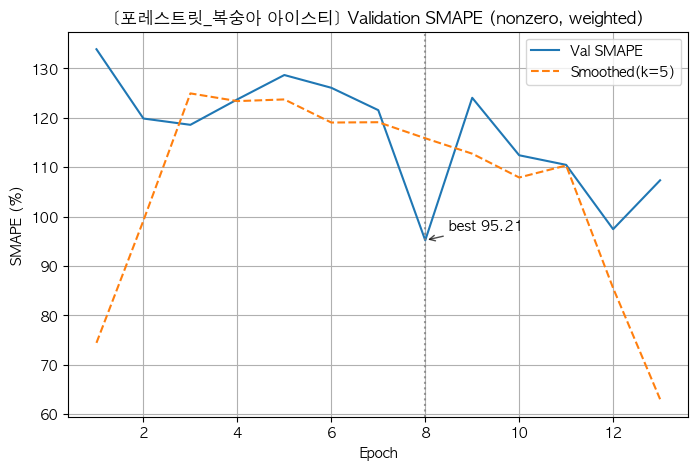 [포레스트릿_복숭아 아이스티] Validation SMAPE (nonzero, weighted)
Val SMAPE
Smoothed(k=5)
SMAPE (%)
130
120
110
100
90
80
70
60
best 95.21
2 4 6 8 10 12
Epoch